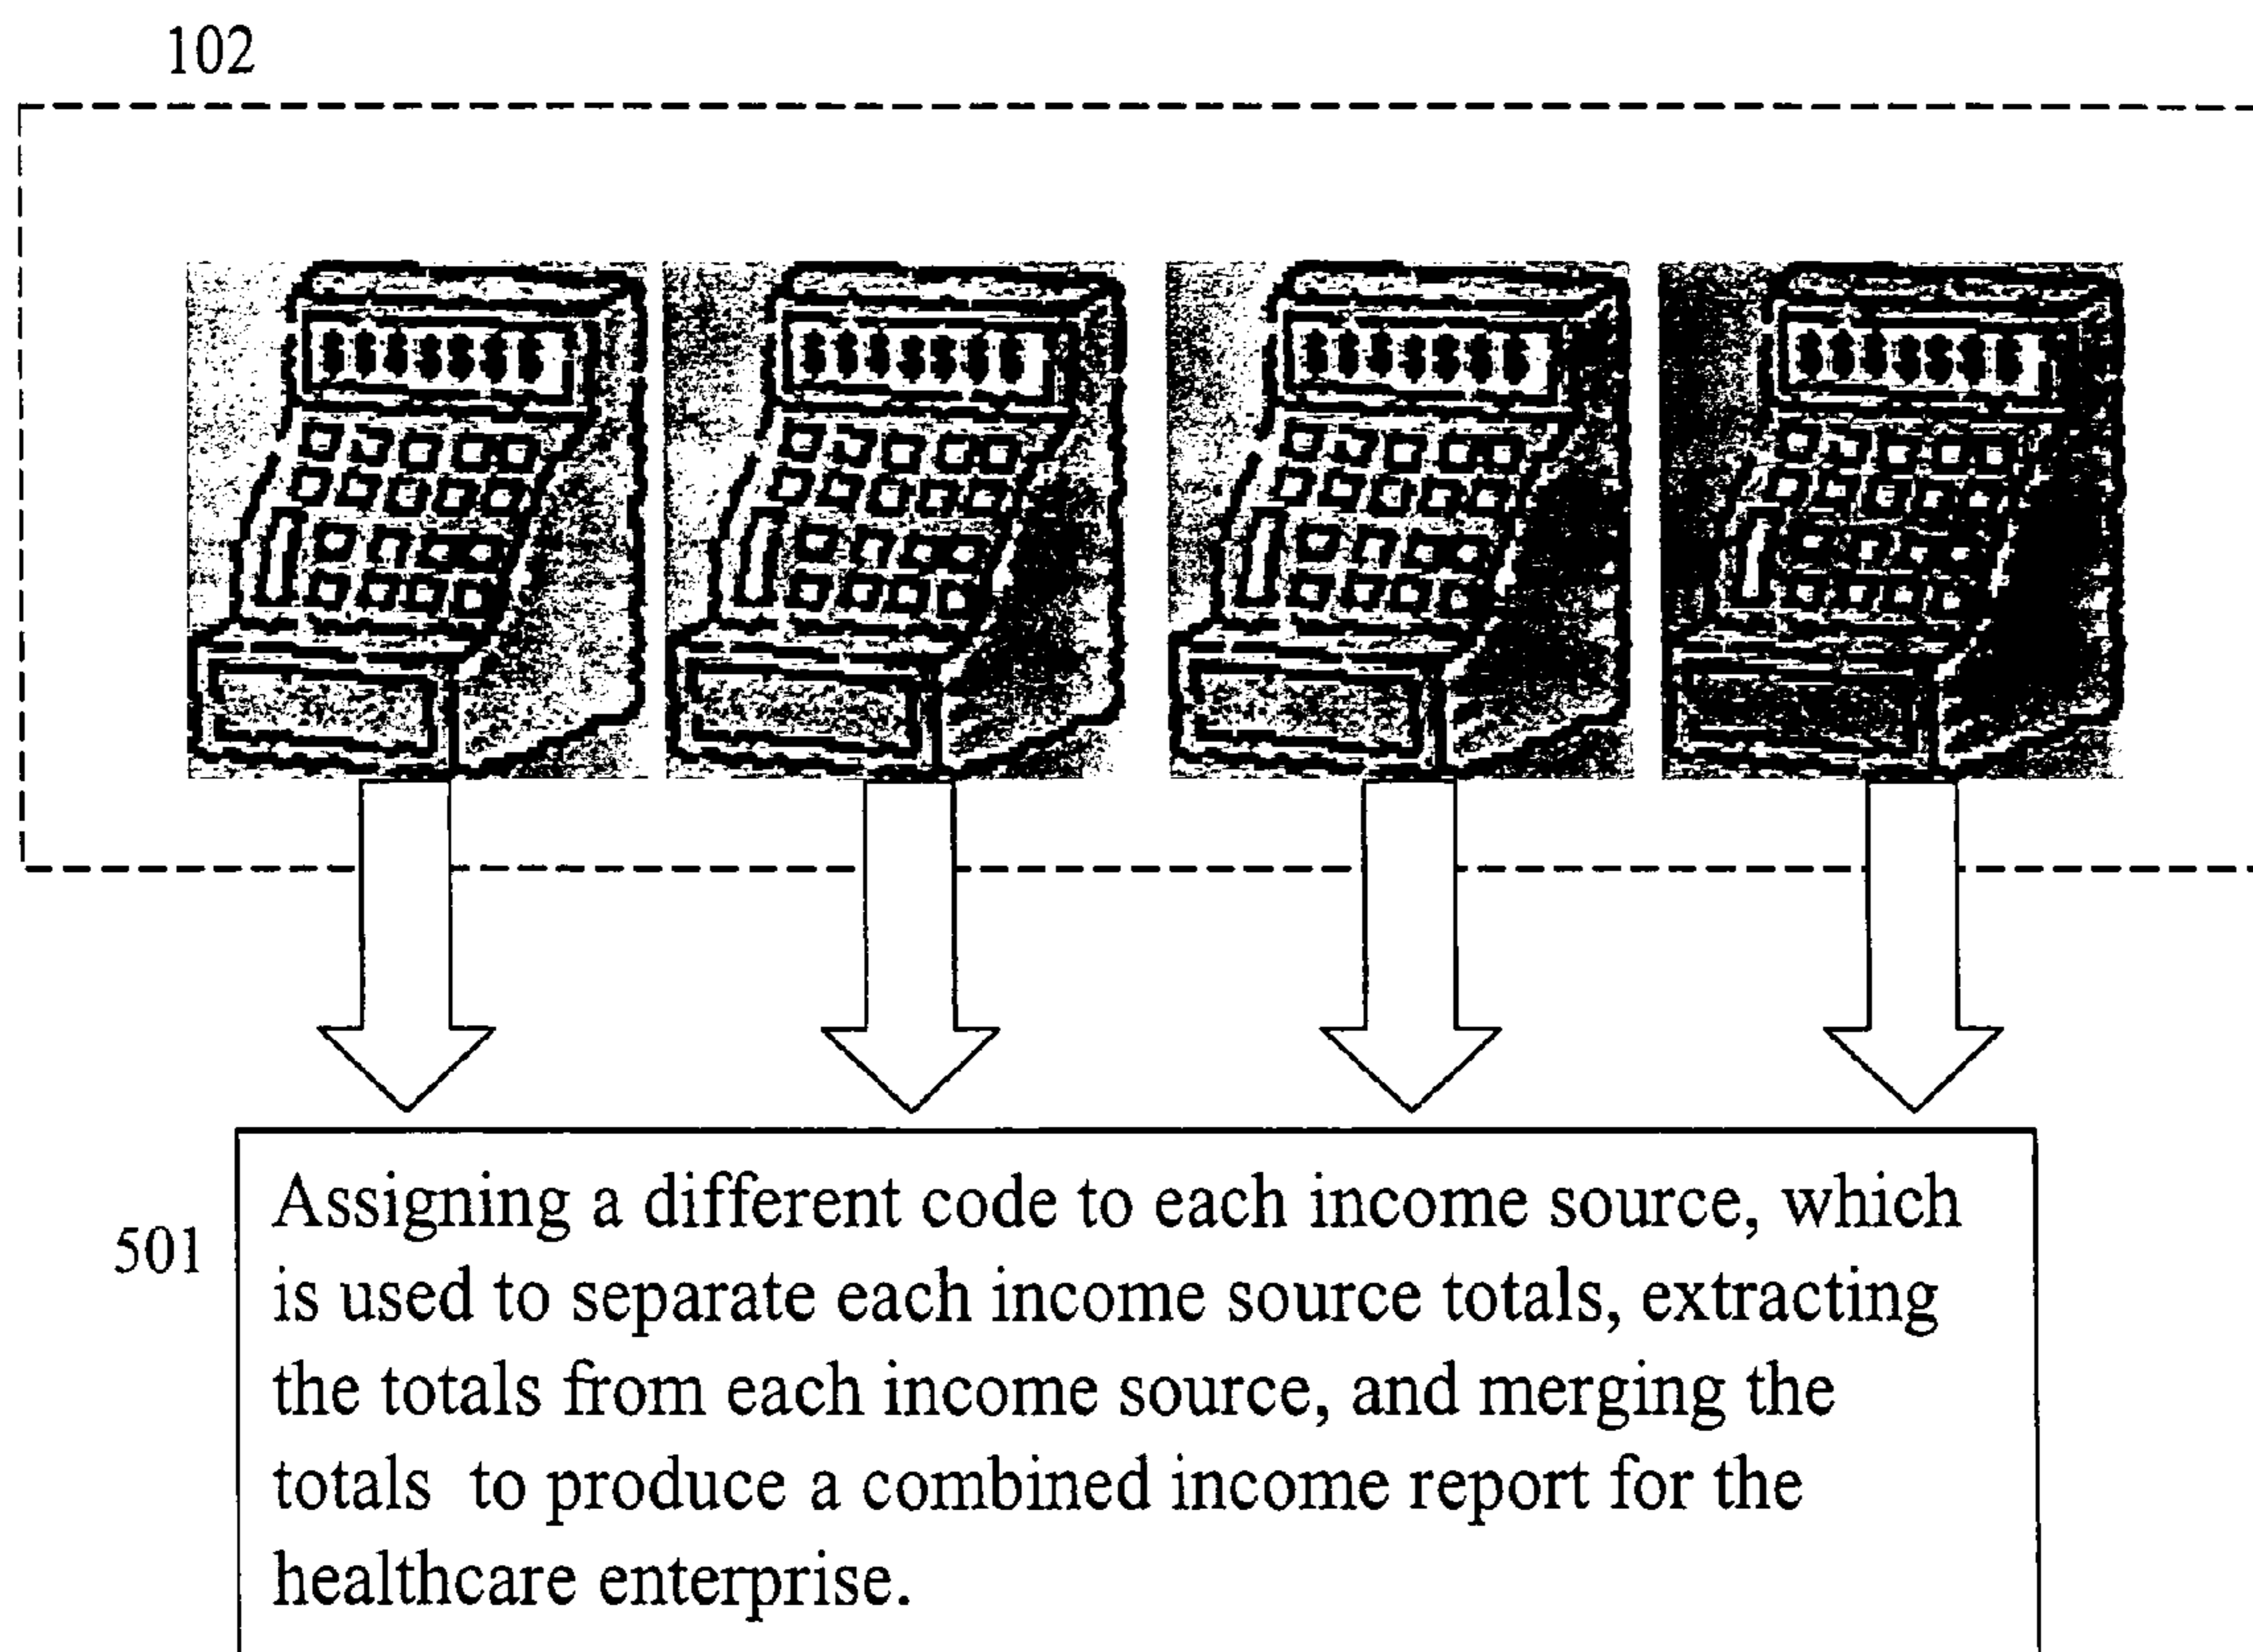 102
$$$$$$$
$$$$$$$
$$$$$$$
$$$$$$$
501
Assigning a different code to each income source, which
is used to separate each income source totals, extracting
the totals from each income source, and merging the
totals to produce a combined income report for the
healthcare enterprise.